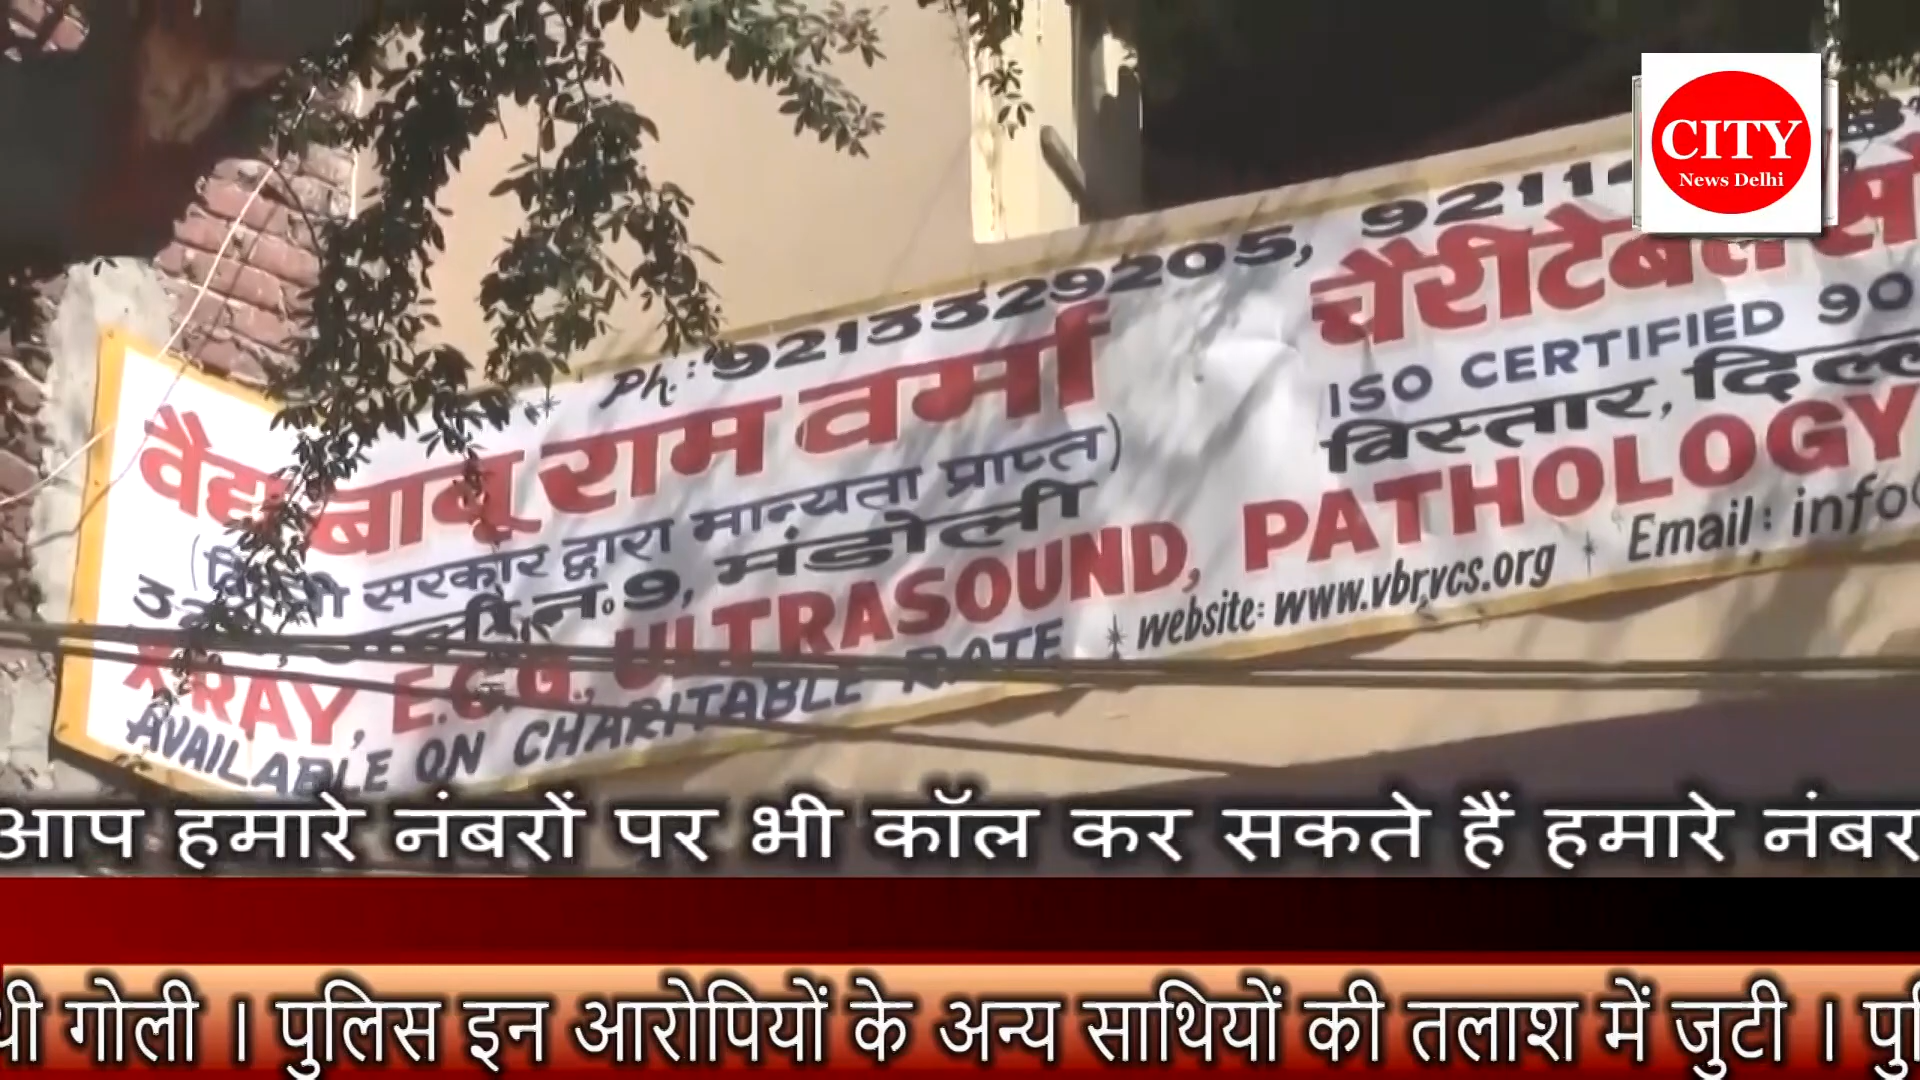 CITY
News Delhi
Ph.: 9213329205, 9211
वैद्य बाबू राम वर्मा चैरीटेबल
(दिल्ली सरकार द्वारा मान्यता प्राप्त) ISO CERTIFIED 90
गली नं० 9, मंडोली विस्तार,
X-RAY, E.C.G., ULTRASOUND, PATHOLOGY
AVAILABLE ON CHARITABLE RATE * website: www.vbrvcs.org * Email: info
आप हमारे नंबरों पर भी कॉल कर सकते हैं हमारे नंबर
थी गोली । पुलिस इन आरोपियों के अन्य साथियों की तलाश में जुटी ।